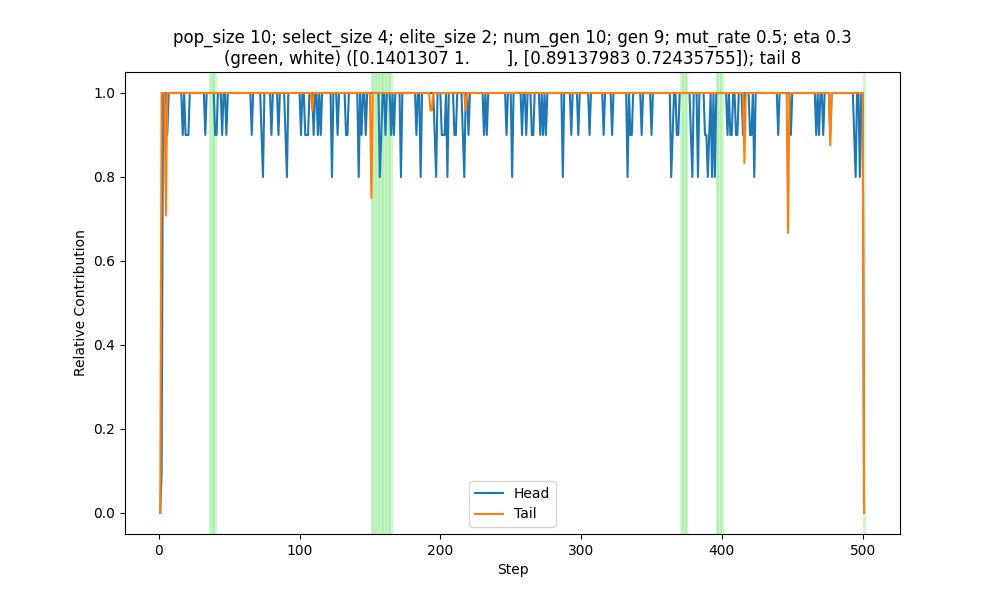 pop_size 10; select_size 4; elite_size 2; num_gen 10; gen 9; mut_rate 0.5; eta 0.3
(green, white) ([0.1401307 1.        ], [0.89137983 0.72435755]); tail 8
1.0
0.8
0.6
0.4
0.2
0.0
Relative Contribution
Head
Tail
0 100 200 300 400 500
Step